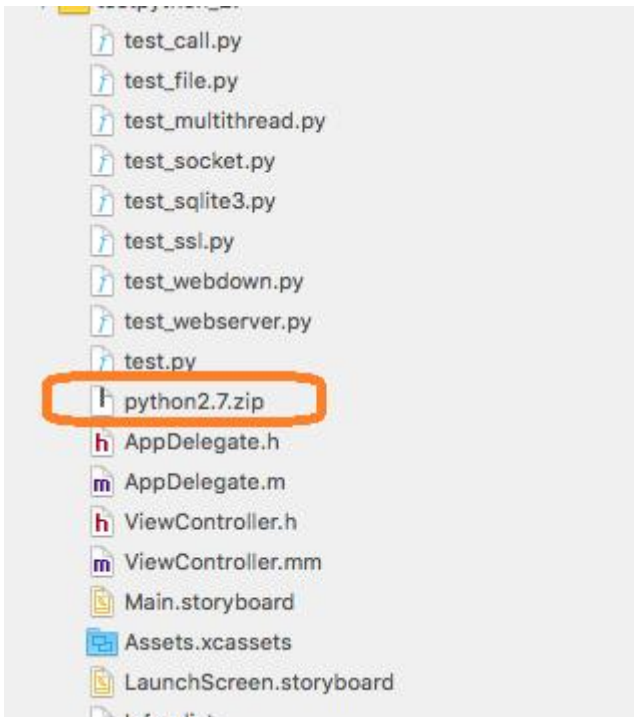 test_call.py
test_file.py
test_multithread.py
test_socket.py
test_sqlite3.py
test_ssl.py
test_webdown.py
test_webserver.py
test.py
python2.7.zip
AppDelegate.h
AppDelegate.m
ViewController.h
ViewController.mm
Main.storyboard
Assets.xcassets
LaunchScreen.storyboard